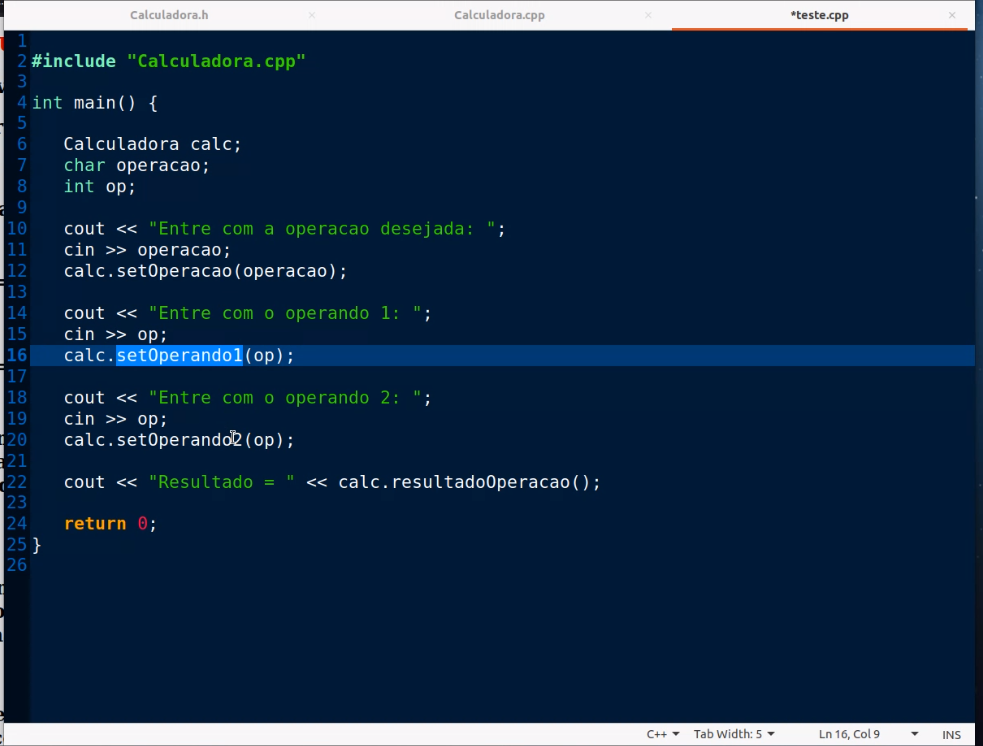 Calculadora.h × Calculadora.cpp × *teste.cpp ×
1
2 #include "Calculadora.cpp"
3
4 int main() {
5
6 Calculadora calc;
7 char operacao;
8 int op;
9
10 cout << "Entre com a operacao desejada: ";
11 cin >> operacao;
12 calc.setOperacao(operacao);
13
14 cout << "Entre com o operando 1: ";
15 cin >> op;
16 calc.setOperando1(op);
17
18 cout << "Entre com o operando 2: ";
19 cin >> op;
20 calc.setOperando2(op);
21
22 cout << "Resultado = " << calc.resultadoOperacao();
23
24 return 0;
25 }
26
C++ Tab Width: 5 Ln 16, Col 9 INS